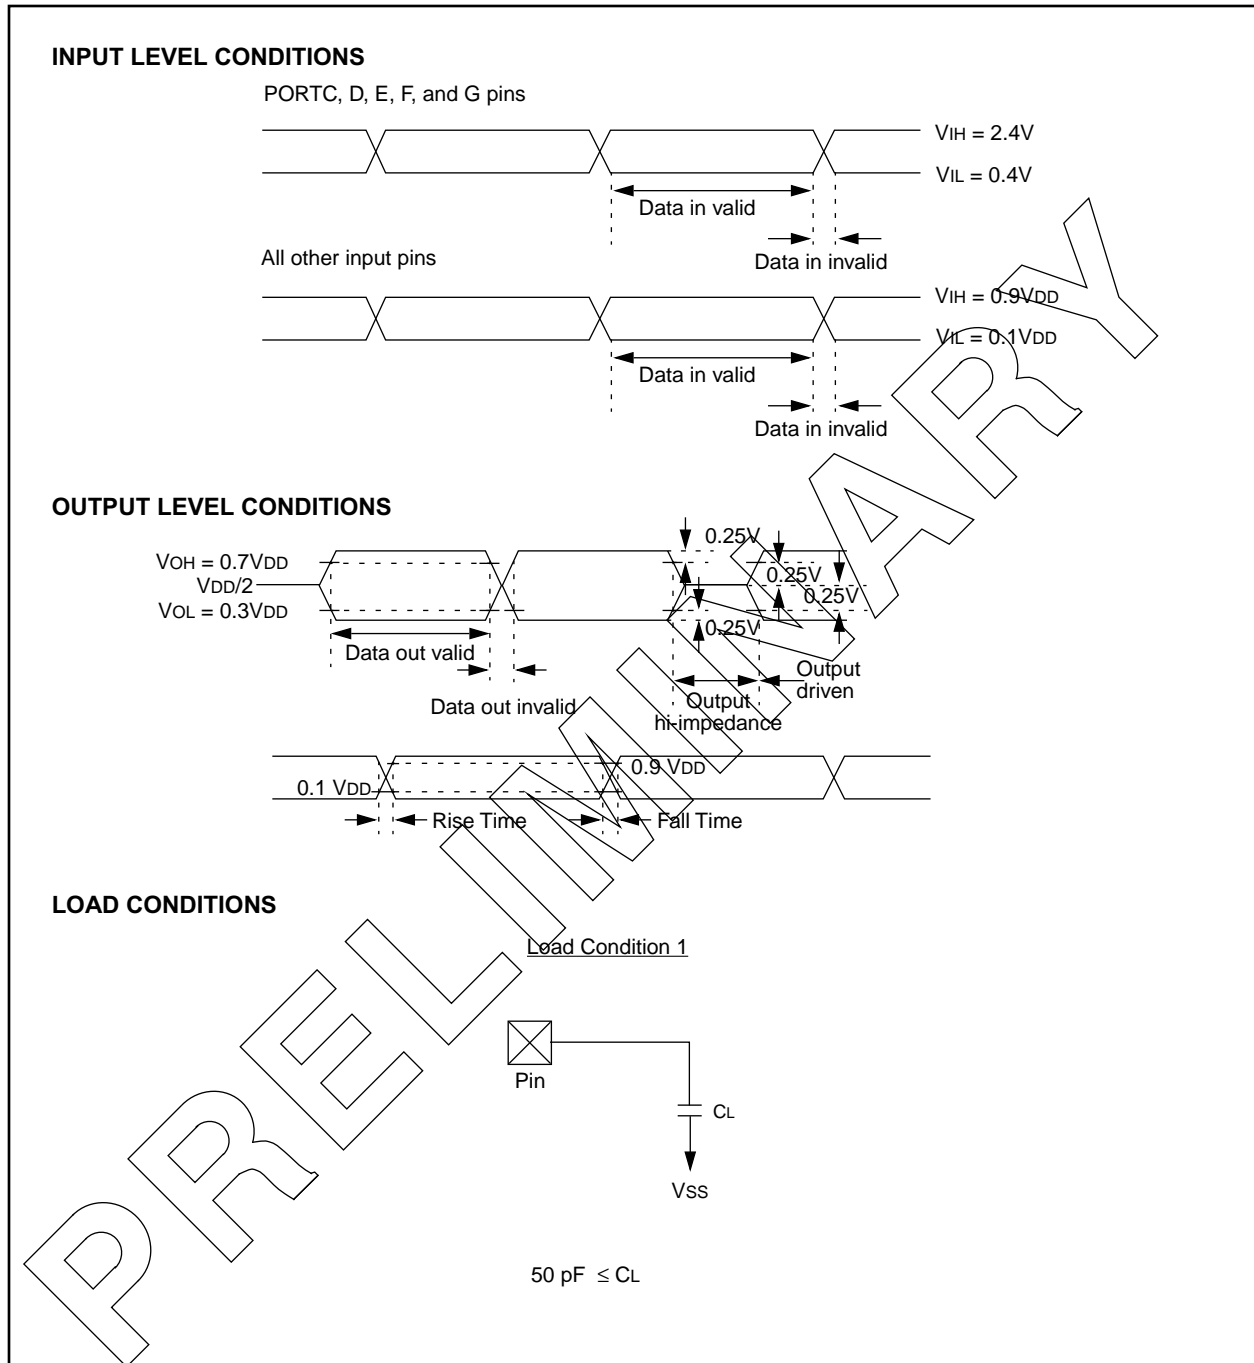 INPUT LEVEL CONDITIONS
PORTC, D, E, F, and G pins
VIH = 2.4V
VIL = 0.4V
Data in valid
Data in invalid
All other input pins
VIH = 0.9VDD
VIL = 0.1VDD
Data in valid
Data in invalid
OUTPUT LEVEL CONDITIONS
0.25V
VOH = 0.7VDD
VDD/2
0.25V
0.25V
VOL = 0.3VDD
0.25V
Data out valid
Output
driven
Data out invalid
Output
hi-impedance
0.9 VDD
0.1 VDD
Rise Time
Fall Time
LOAD CONDITIONS
Load Condition 1
Pin
CL
VSS
50 pF ≤ CL
PRELIMINARY